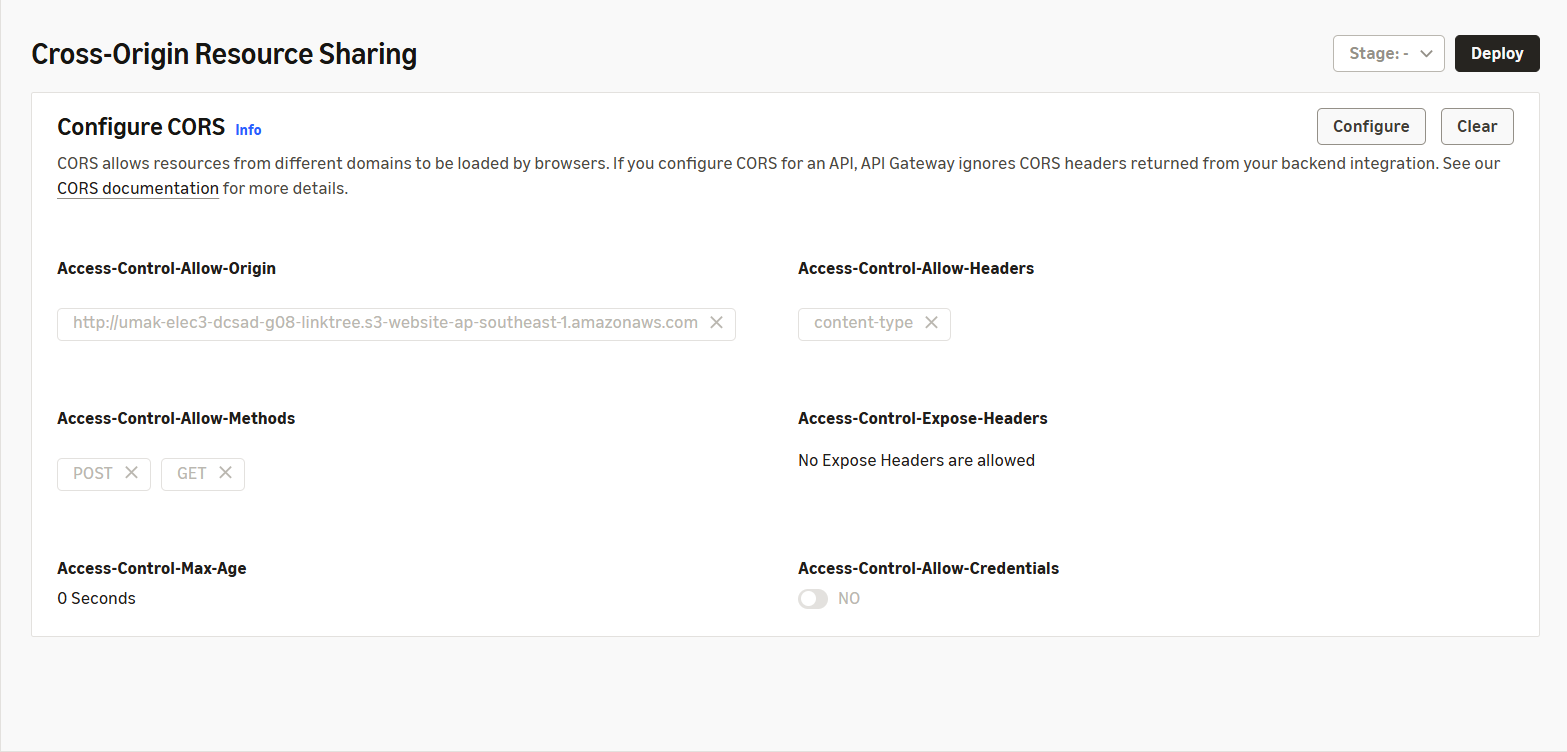 Cross-Origin Resource Sharing
Stage: -
Deploy
Configure CORS Info
Configure
Clear
CORS allows resources from different domains to be loaded by browsers. If you configure CORS for an API, API Gateway ignores CORS headers returned from your backend integration. See our
CORS documentation for more details.
Access-Control-Allow-Origin
http://umak-elec3-dcsad-g08-linktree.s3-website-ap-southeast-1.amazonaws.com
Access-Control-Allow-Headers
content-type
Access-Control-Allow-Methods
POST
GET
Access-Control-Expose-Headers
No Expose Headers are allowed
Access-Control-Max-Age
0 Seconds
Access-Control-Allow-Credentials
NO